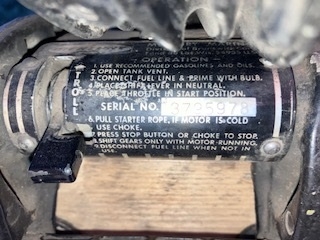 OPERATION
1. USE RECOMMENDED GASOLINES AND OILS.
2. OPEN TANK VENT.
3. CONNECT FUEL LINE & PRIME WITH BULB.
4. PLACE SHIFT LEVER IN NEUTRAL.
5. PLACE THROTTLE IN START POSITION.
SERIAL NO. 3725978
6. PULL STARTER ROPE, IF MOTOR IS COLD
USE CHOKE.
7. PRESS STOP BUTTON OR CHOKE TO STOP.
8. SHIFT GEARS ONLY WITH MOTOR RUNNING.
9. DISCONNECT FUEL LINE WHEN NOT IN
USE.
TROLL